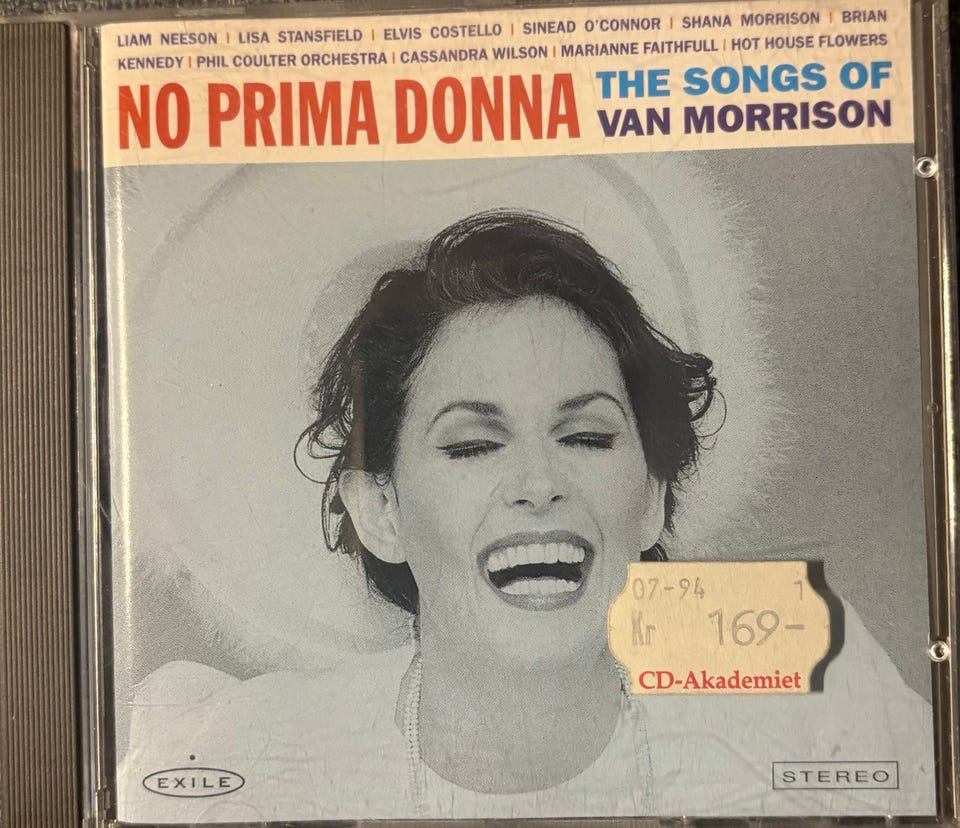 LIAM NEESON | LISA STANSFIELD | ELVIS COSTELLO | SINEAD O'CONNOR | SHANA MORRISON | BRIAN
KENNEDY | PHIL COULTER ORCHESTRA | CASSANDRA WILSON | MARIANNE FAITHFULL | HOT HOUSE FLOWERS
NO PRIMA DONNA
THE SONGS OF
VAN MORRISON
07-94 1
Kr 169-
CD-Akademiet
EXILE
STEREO